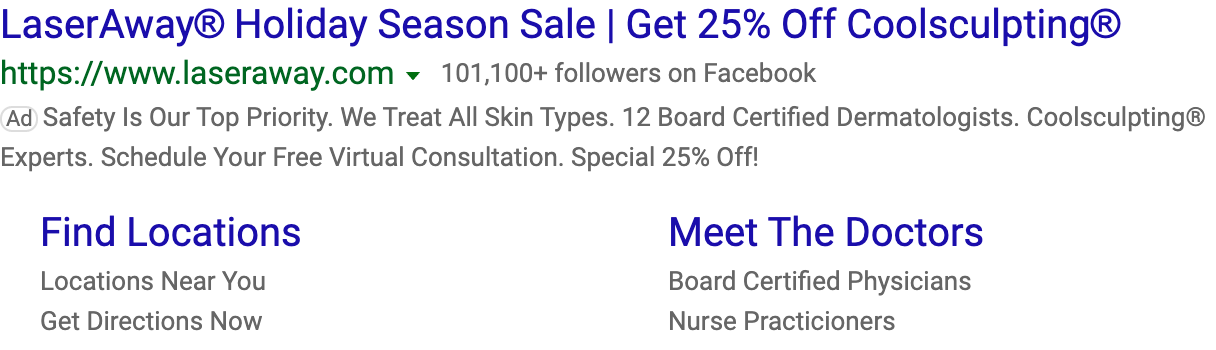 LaserAway® Holiday Season Sale | Get 25% Off Coolsculpting®
https://www.laseraway.com 101,100+ followers on Facebook
Ad Safety Is Our Top Priority. We Treat All Skin Types. 12 Board Certified Dermatologists. Coolsculpting®
Experts. Schedule Your Free Virtual Consultation. Special 25% Off!
Find Locations
Locations Near You
Get Directions Now
Meet The Doctors
Board Certified Physicians
Nurse Practicioners